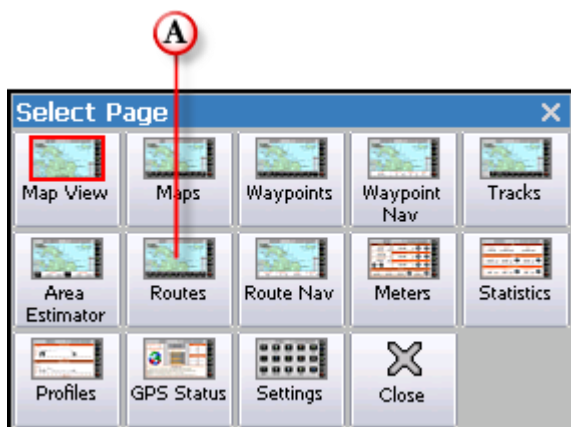 A
Select Page
Map View
Maps
Waypoints
Waypoint
Nav
Tracks
Area
Estimator
Routes
Route Nav
Meters
Statistics
Profiles
GPS Status
Settings
Close